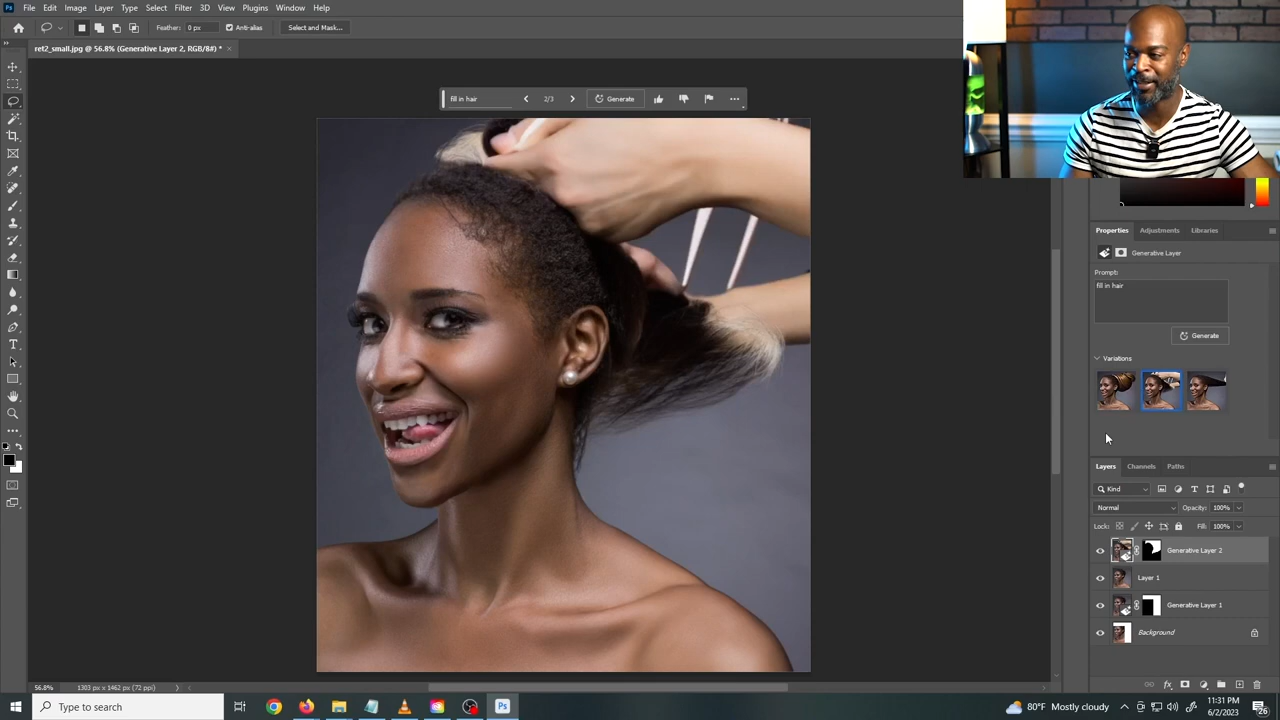 Ps File Edit Image Layer Type Select Filter 3D View Plugins Window Help
Feather: 0 px Anti-alias Select and Mask...
ret2_small.jpg @ 56.8% (Generative Layer 2, RGB/8#) * ×
fill in hair 2/3 Generate
Properties Adjustments Libraries
Generative Layer
Prompt:
fill in hair
Generate
Variations
Layers Channels Paths
Kind
Normal Opacity: 100%
Lock: Fill: 100%
Generative Layer 2
Layer 1
Generative Layer 1
Background
56.8% 1303 px x 1462 px (72 ppi)
Type to search
Ps
80°F Mostly cloudy
11:31 PM
6/2/2023
26